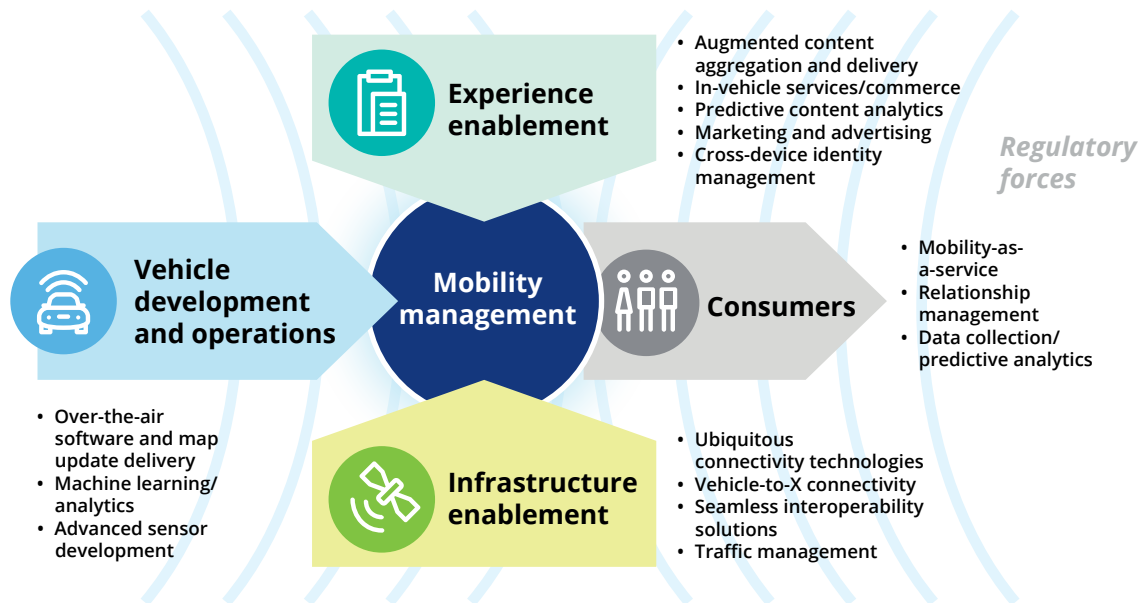 Experience
enablement
• Augmented content
aggregation and delivery
• In-vehicle services/commerce
• Predictive content analytics
• Marketing and advertising
• Cross-device identity
management
Regulatory
forces
Vehicle
development
and operations
Mobility
management
Consumers
• Mobility-as-
a-service
• Relationship
management
• Data collection/
predictive analytics
• Over-the-air
software and map
update delivery
• Machine learning/
analytics
• Advanced sensor
development
Infrastructure
enablement
• Ubiquitous
connectivity technologies
• Vehicle-to-X connectivity
• Seamless interoperability
solutions
• Traffic management